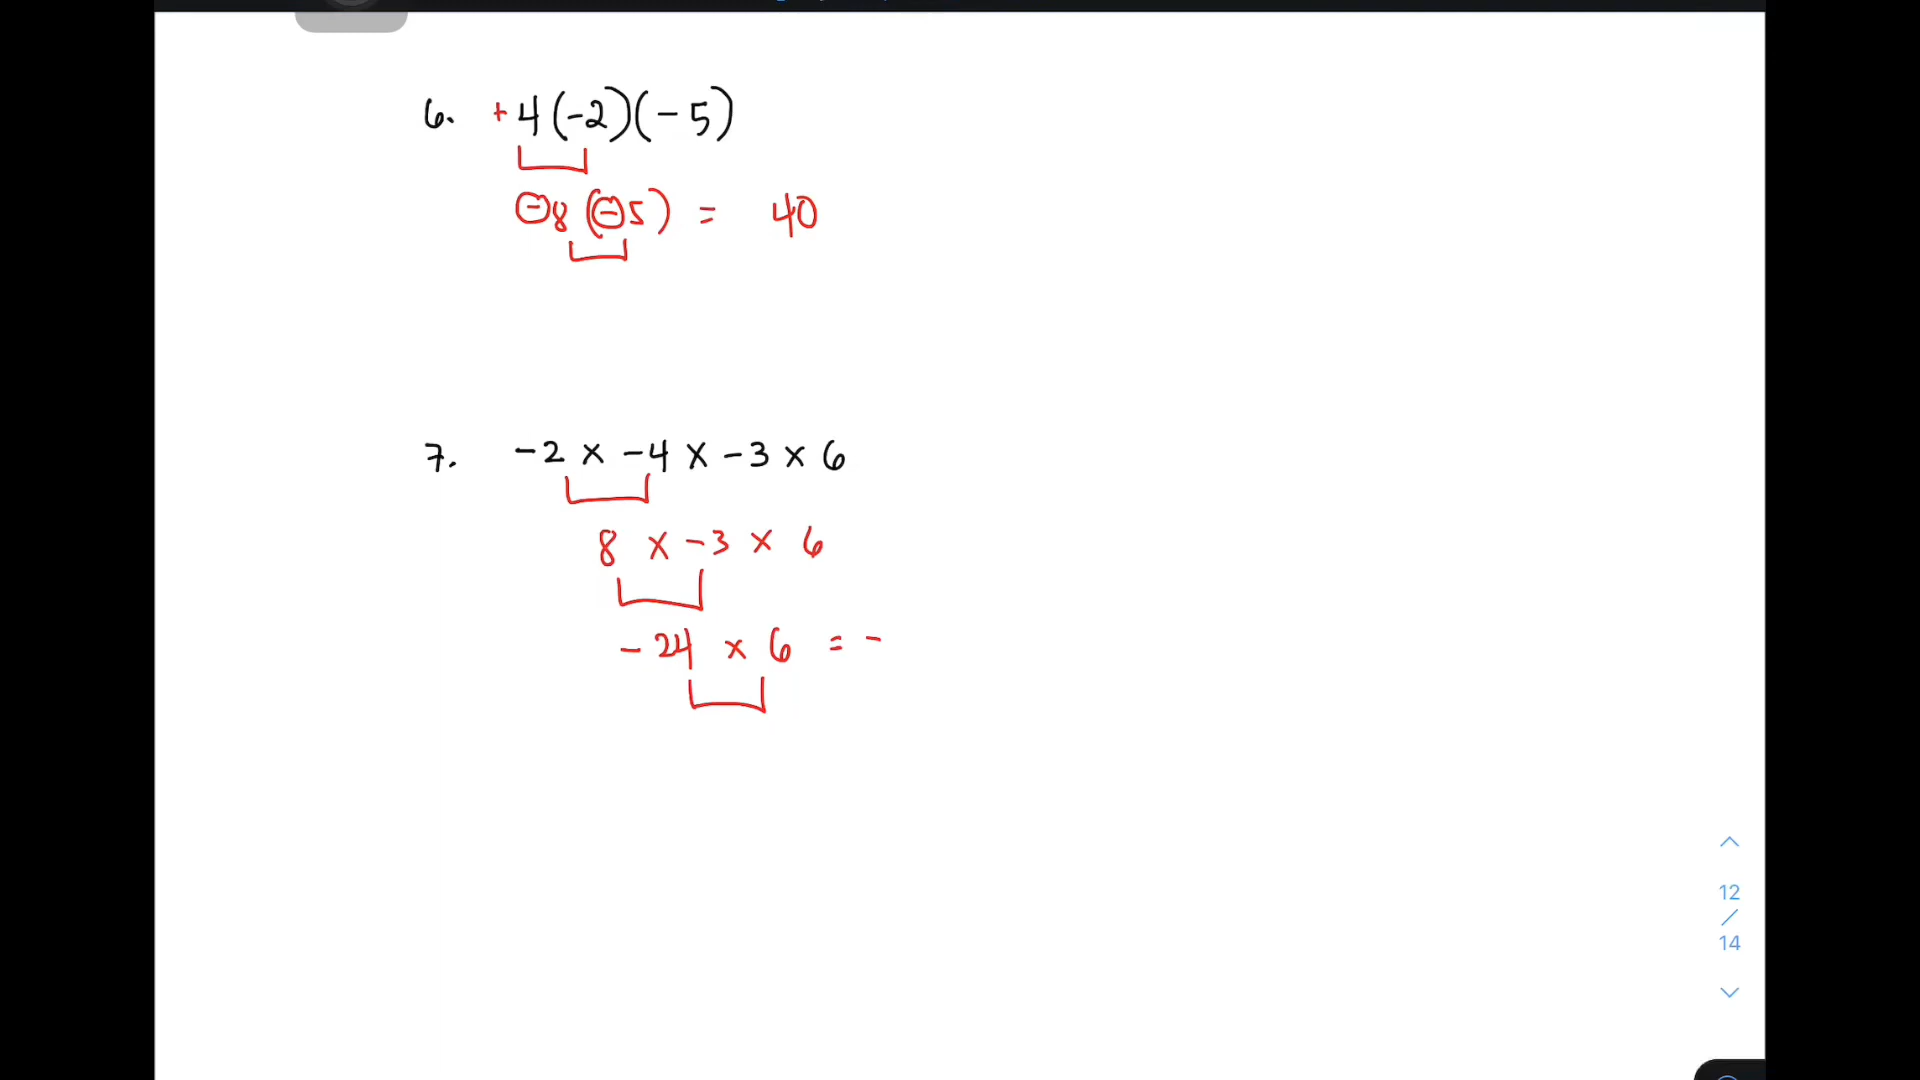 6. +4(-2)(-5)
-8(-5) = 40
7. -2 x -4 x -3 x 6
8 x -3 x 6
-24 x 6 = -
12
/
14